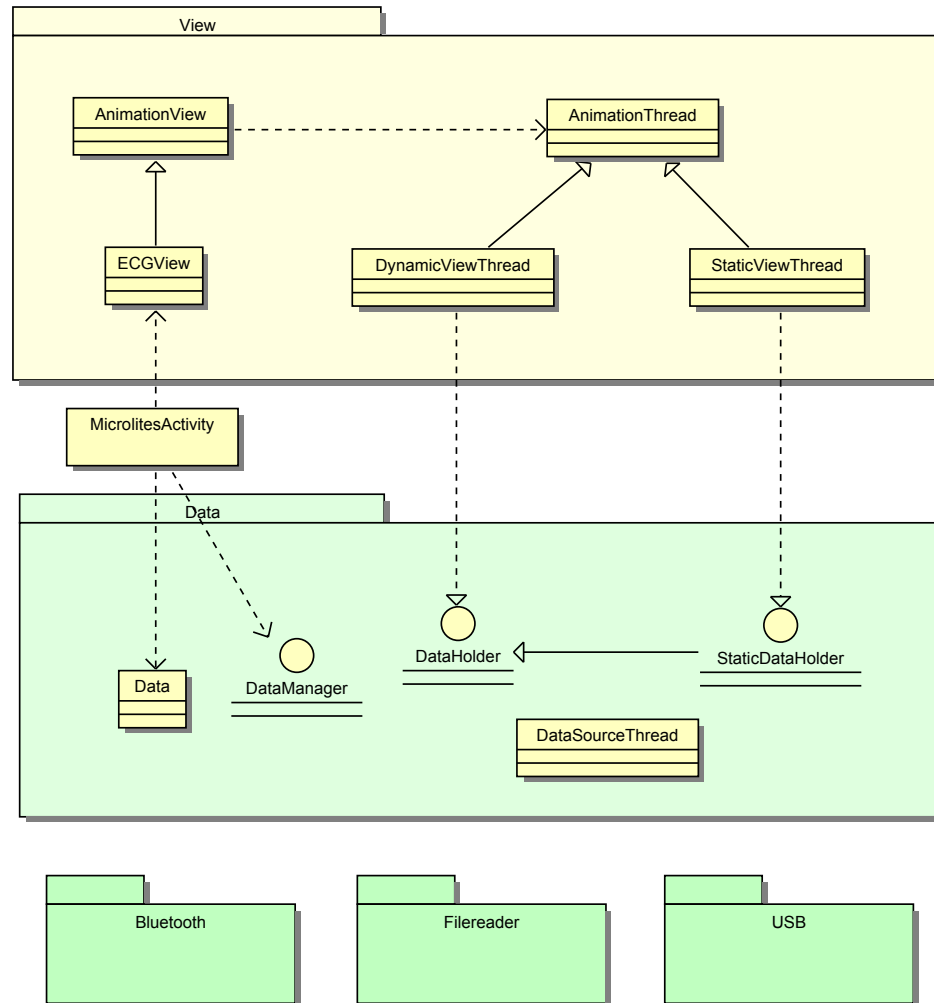 View
AnimationView
AnimationThread
ECGView
DynamicViewThread
StaticViewThread
MicrolitesActivity
Data
DataHolder
StaticDataHolder
Data
DataManager
DataSourceThread
Bluetooth
Filereader
USB